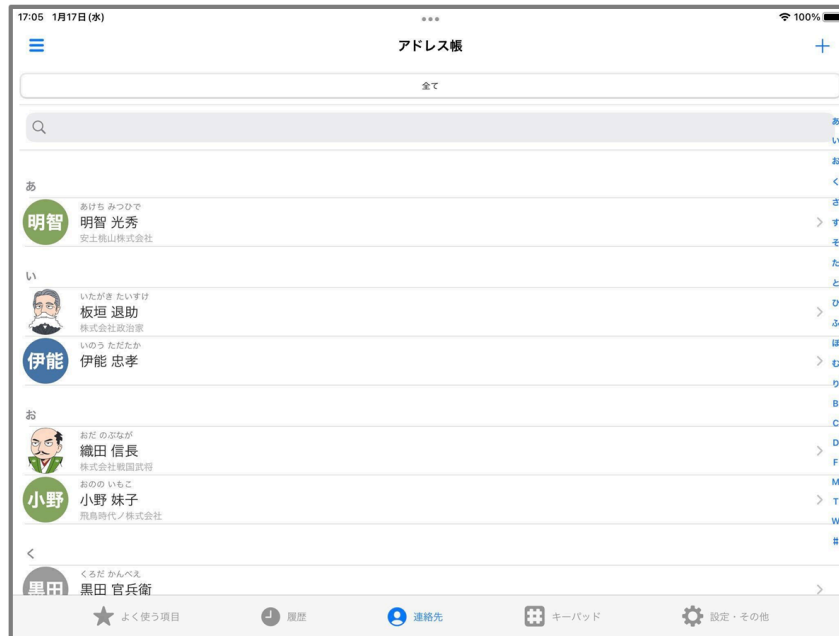 17:05 1月17日(水)
100%
アドレス帳
全て
あ
明智
あけち みつひで
明智 光秀
安土桃山株式会社
い
いたがき たいすけ
板垣 退助
株式会社政治家
伊能
いのう ただたか
伊能 忠孝
お
おだ のぶなが
織田 信長
株式会社戦国武将
小野
おのの いもこ
小野 妹子
飛鳥時代ノ株式会社
く
黒田
くろだ かんべえ
黒田 官兵衛
あ
い
お
く
さ
す
そ
た
と
ひ
ふ
ほ
む
り
B
C
D
F
M
T
W
#
よく使う項目
履歴
連絡先
キーパッド
設定・その他